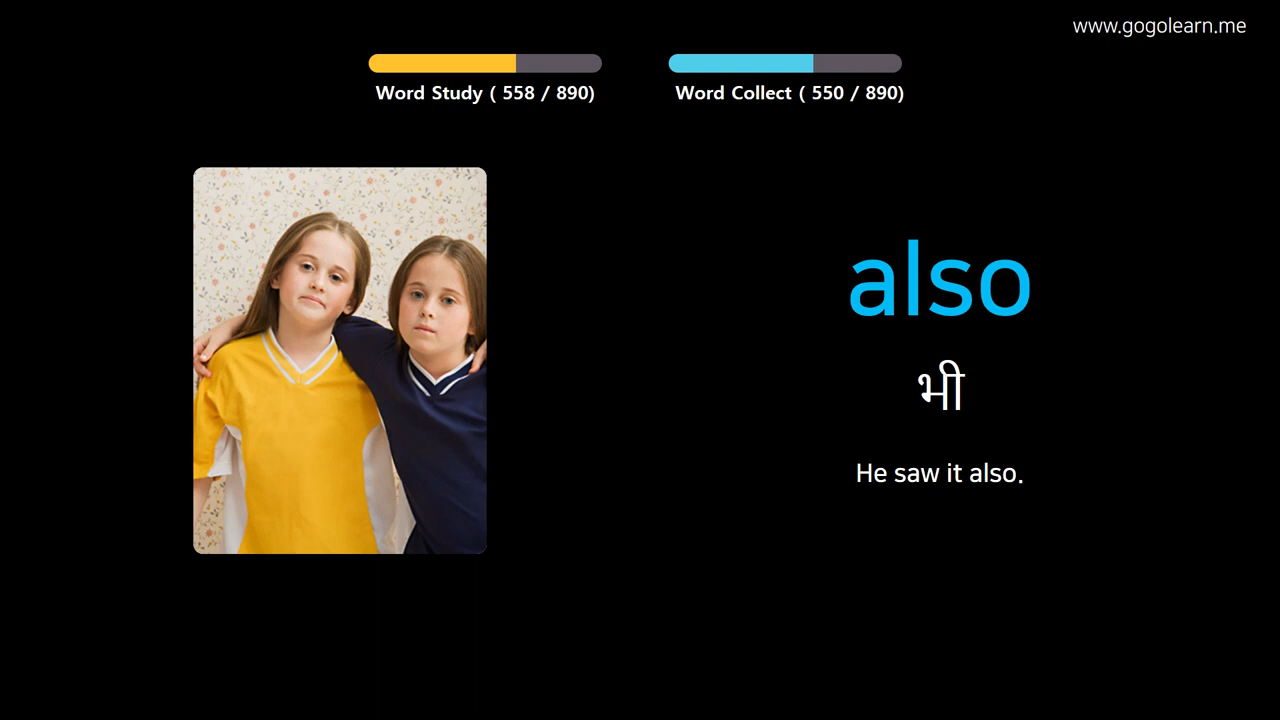 www.gogolearn.me
Word Study ( 558 / 890)
Word Collect ( 550 / 890)
also
भी
He saw it also.